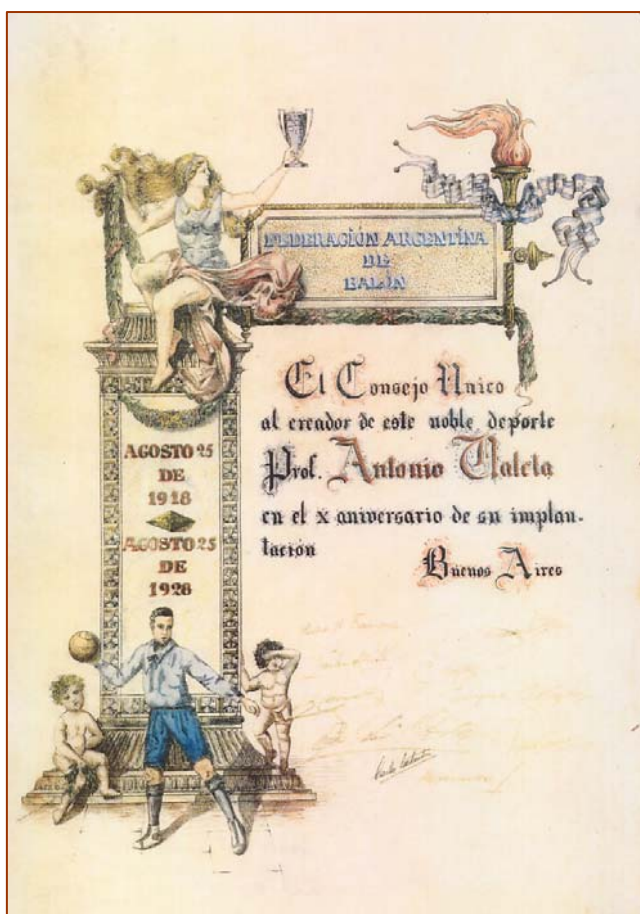 FEDERACIÓN ARGENTINA
DE
BALÓN
El Consejo Unico
al creador de este noble deporte
Prof. Antonio Valeta
en el X aniversario de su implan-
tación
Buenos Aires
AGOSTO 25
DE
1918
AGOSTO 25
DE
1928